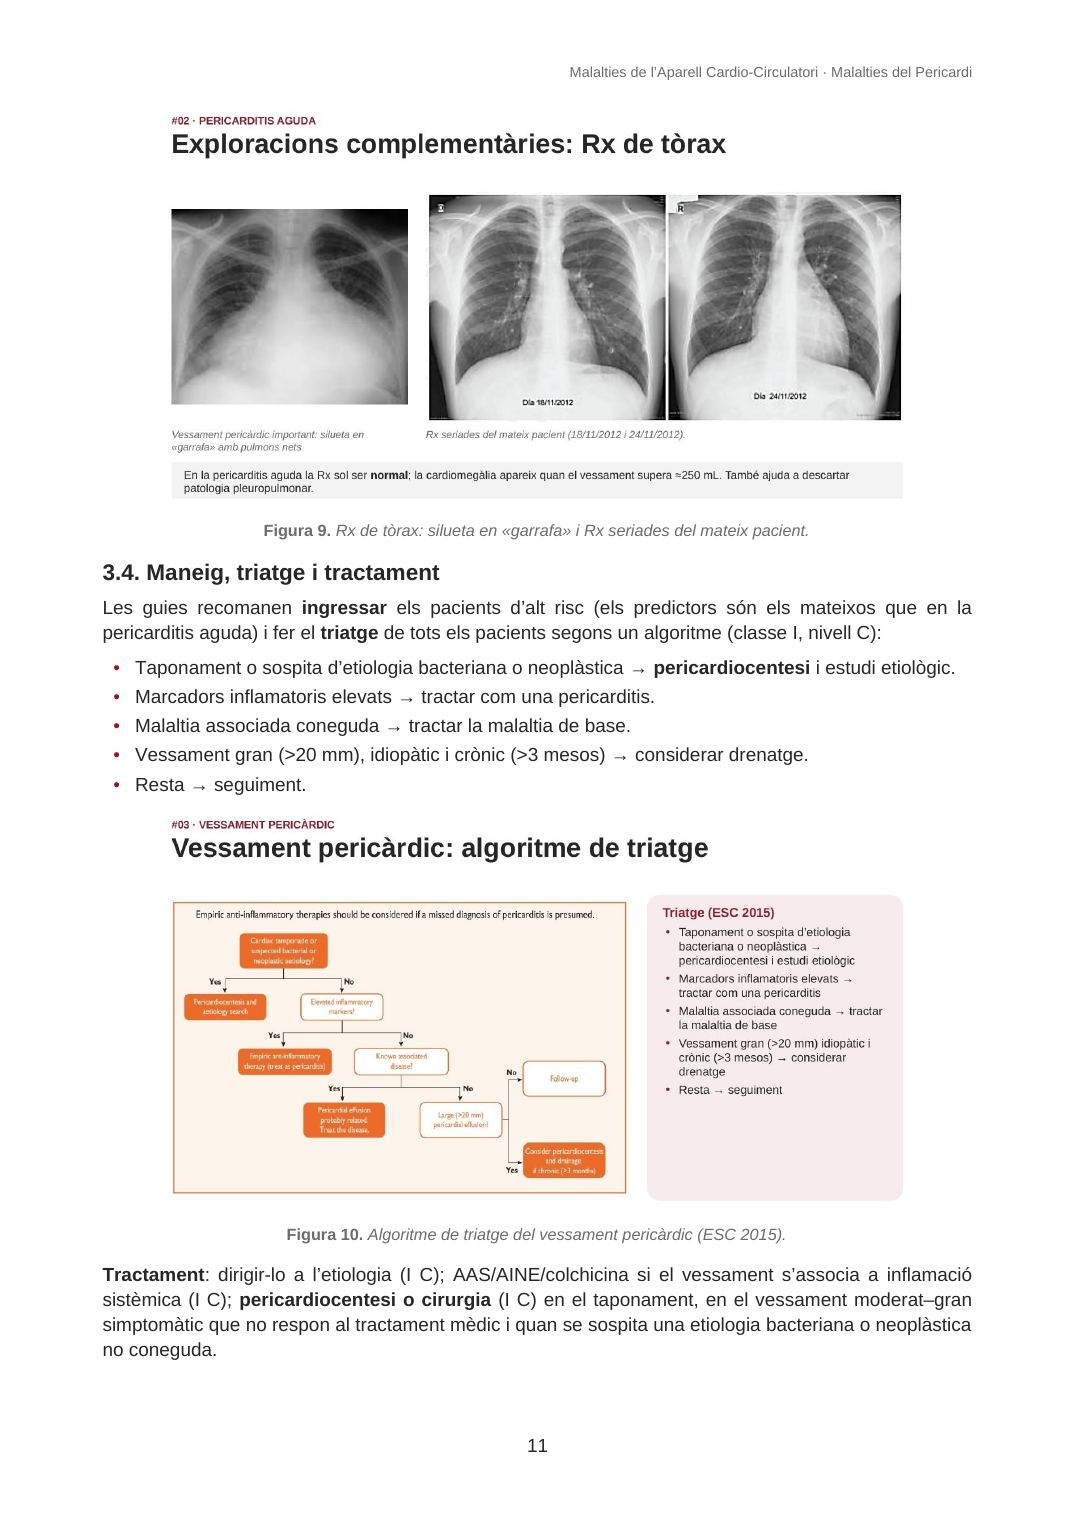 Malalties de l'Aparell Cardio-Circulatori · Malalties del Pericardi
#02 · PERICARDITIS AGUDA
Exploracions complementàries: Rx de tòrax
D
R
Día 18/11/2012
Día 24/11/2012
Vessament pericàrdic important: silueta en
«garrafa» amb pulmons nets
Rx seriades del mateix pacient (18/11/2012 i 24/11/2012).
En la pericarditis aguda la Rx sol ser normal; la cardiomegàlia apareix quan el vessament supera ≈250 mL. També ajuda a descartar
patologia pleuropulmonar.
Figura 9. Rx de tòrax: silueta en «garrafa» i Rx seriades del mateix pacient.
3.4. Maneig, triatge i tractament
Les guies recomanen ingressar els pacients d'alt risc (els predictors són els mateixos que en la
pericarditis aguda) i fer el triatge de tots els pacients segons un algoritme (classe I, nivell C):
• Taponament o sospita d'etiologia bacteriana o neoplàstica → pericardiocentesi i estudi etiològic.
• Marcadors inflamatoris elevats → tractar com una pericarditis.
• Malaltia associada coneguda → tractar la malaltia de base.
• Vessament gran (>20 mm), idiopàtic i crònic (>3 mesos) → considerar drenatge.
• Resta → seguiment.
#03 · VESSAMENT PERICÀRDIC
Vessament pericàrdic: algoritme de triatge
Empiric anti-inflammatory therapies should be considered if a missed diagnosis of pericarditis is presumed.
Cardiac tamponade or
suspected bacterial or
neoplastic aetiology?
Yes
No
Pericardiocentesis and
aetiology search
Elevated inflammatory
markers?
Yes
No
Empiric anti-inflammatory
therapy (treat as pericarditis)
Known associated
disease?
Yes
No
Pericardial effusion
probably related.
Treat the disease.
Large (>20 mm)
pericardial effusion?
No
Follow-up
Yes
Consider pericardiocentesis
and drainage
if chronic (>3 months)
Triatge (ESC 2015)
• Taponament o sospita d'etiologia
bacteriana o neoplàstica →
pericardiocentesi i estudi etiològic
• Marcadors inflamatoris elevats →
tractar com una pericarditis
• Malaltia associada coneguda → tractar
la malaltia de base
• Vessament gran (>20 mm) idiopàtic i
crònic (>3 mesos) → considerar
drenatge
• Resta → seguiment
Figura 10. Algoritme de triatge del vessament pericàrdic (ESC 2015).
Tractament: dirigir-lo a l'etiologia (I C); AAS/AINE/colchicina si el vessament s'associa a inflamació
sistèmica (I C); pericardiocentesi o cirurgia (I C) en el taponament, en el vessament moderat–gran
simptomàtic que no respon al tractament mèdic i quan se sospita una etiologia bacteriana o neoplàstica
no coneguda.
11